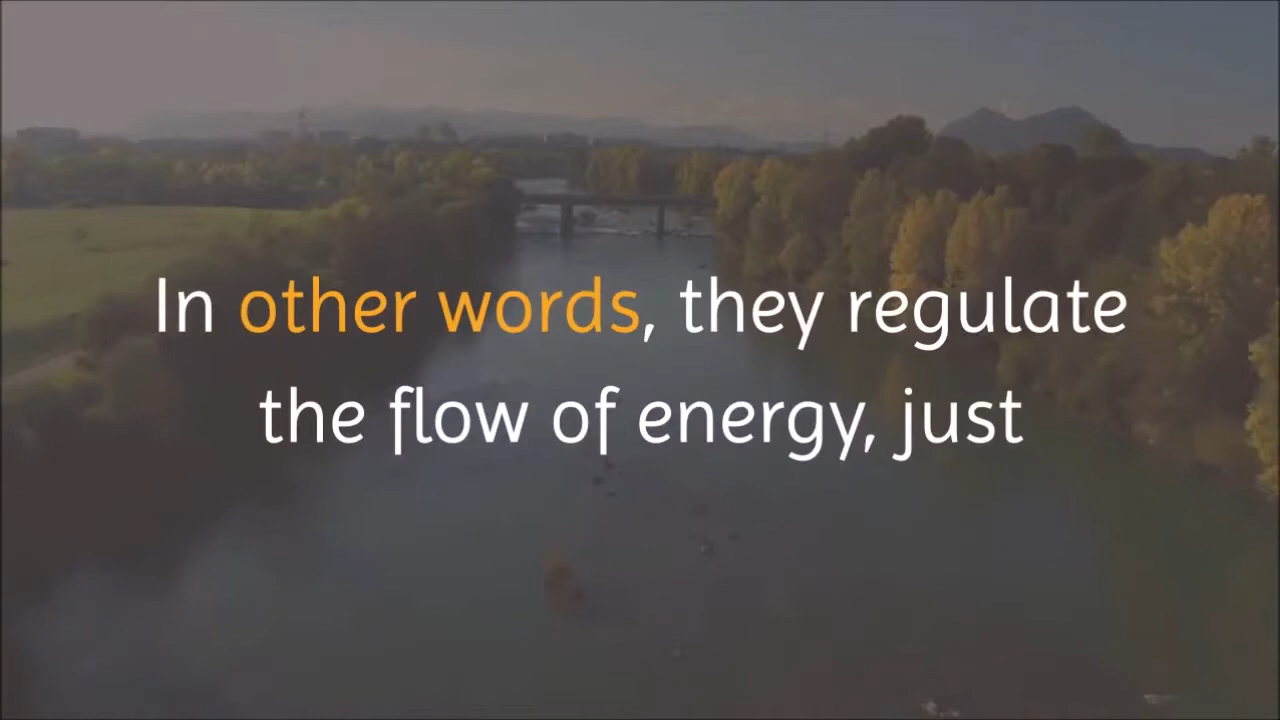 In other words, they regulate
the flow of energy, just